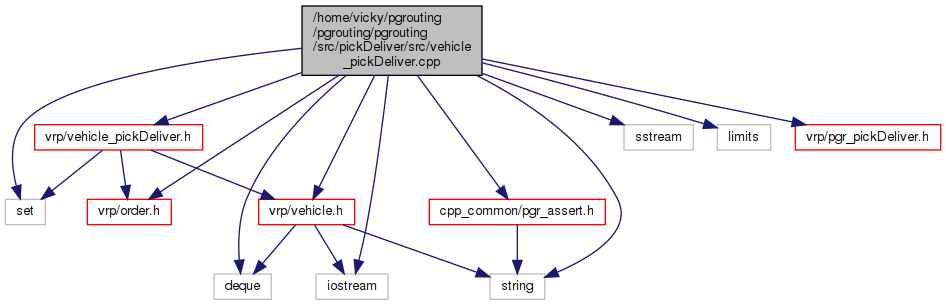 /home/vicky/pgrouting
/pgrouting/pgrouting
/src/pickDeliver/src/vehicle
_pickDeliver.cpp
vrp/vehicle_pickDeliver.h
sstream
limits
vrp/pgr_pickDeliver.h
set
vrp/order.h
vrp/vehicle.h
cpp_common/pgr_assert.h
deque
iostream
string